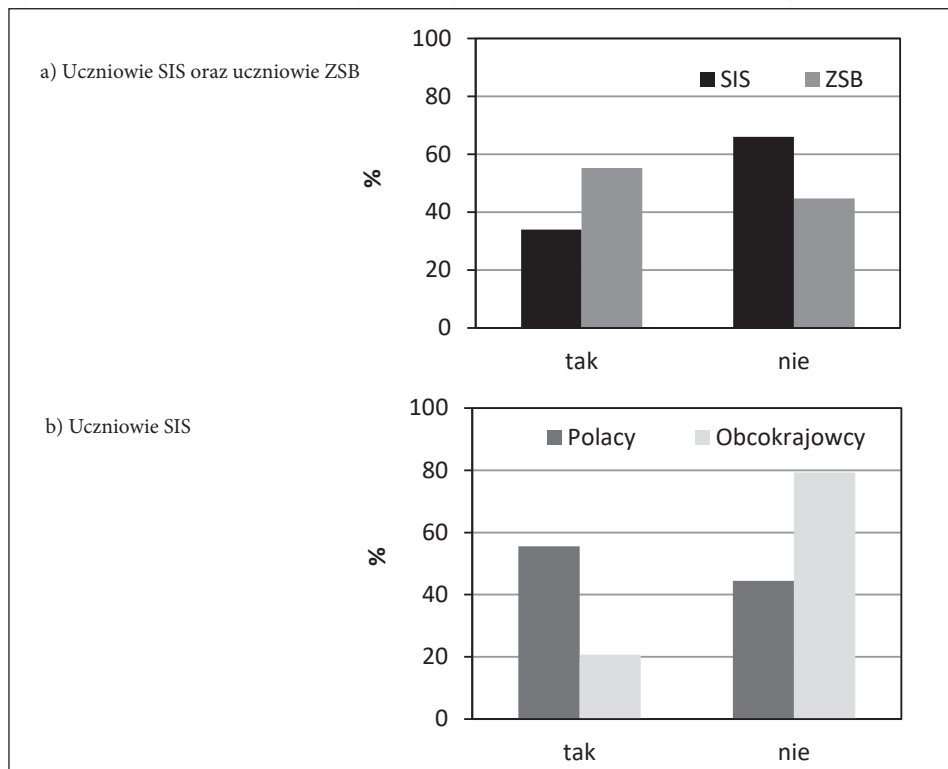 a) Uczniowie SIS oraz uczniowie ZSB
100
80
60
40
20
0
%
SIS ZSB
tak nie
b) Uczniowie SIS
100
80
60
40
20
0
%
Polacy Obcokrajowcy
tak nie